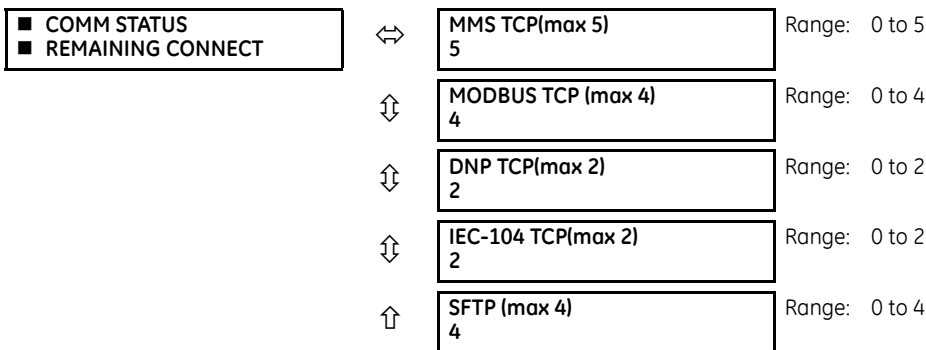 ■ COMM STATUS
■ REMAINING CONNECT
MMS TCP(max 5)
5
Range: 0 to 5
MODBUS TCP (max 4)
4
Range: 0 to 4
DNP TCP(max 2)
2
Range: 0 to 2
IEC-104 TCP(max 2)
2
Range: 0 to 2
SFTP (max 4)
4
Range: 0 to 4